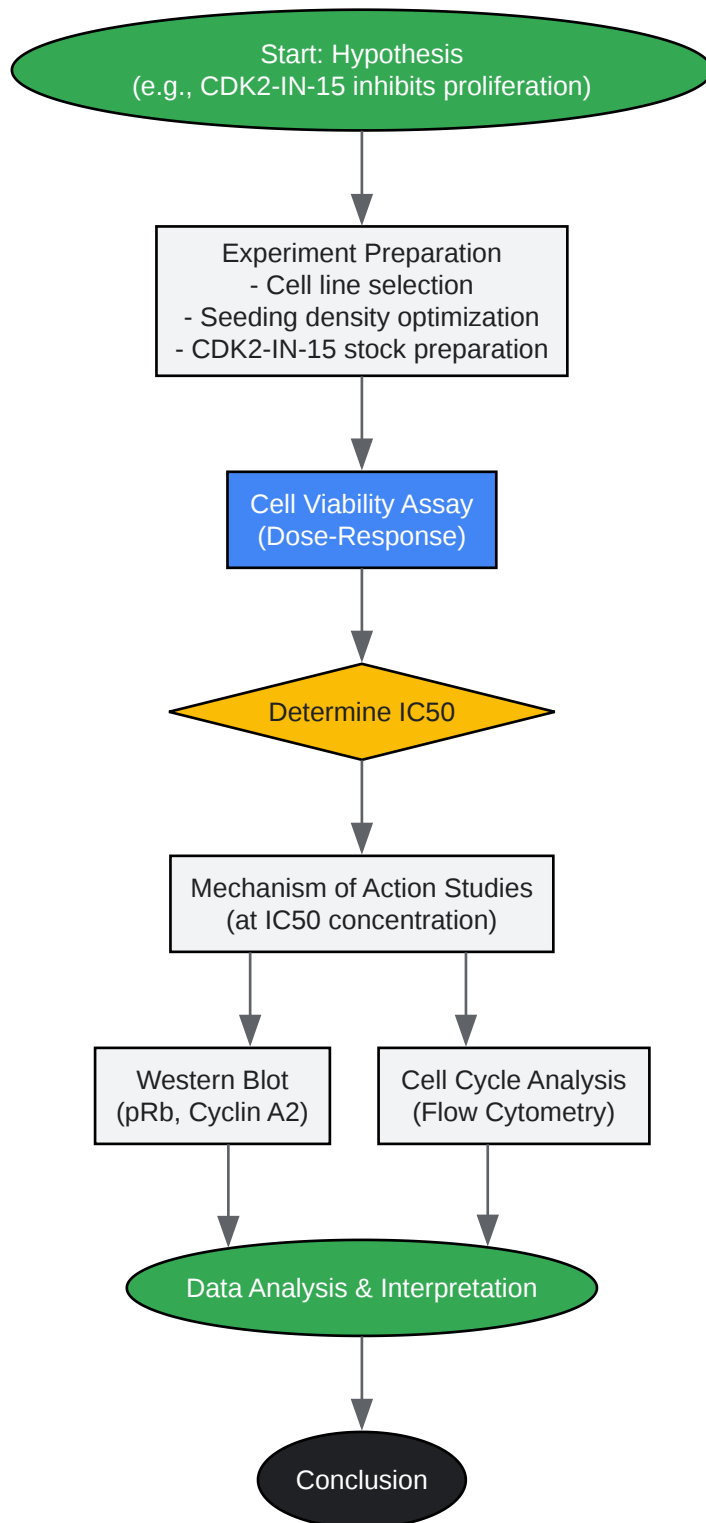 Start: Hypothesis
(e.g., CDK2-IN-15 inhibits proliferation)
Experiment Preparation
- Cell line selection
- Seeding density optimization
- CDK2-IN-15 stock preparation
Cell Viability Assay
(Dose-Response)
Determine IC50
Mechanism of Action Studies
(at IC50 concentration)
Western Blot
(pRb, Cyclin A2)
Cell Cycle Analysis
(Flow Cytometry)
Data Analysis & Interpretation
Conclusion